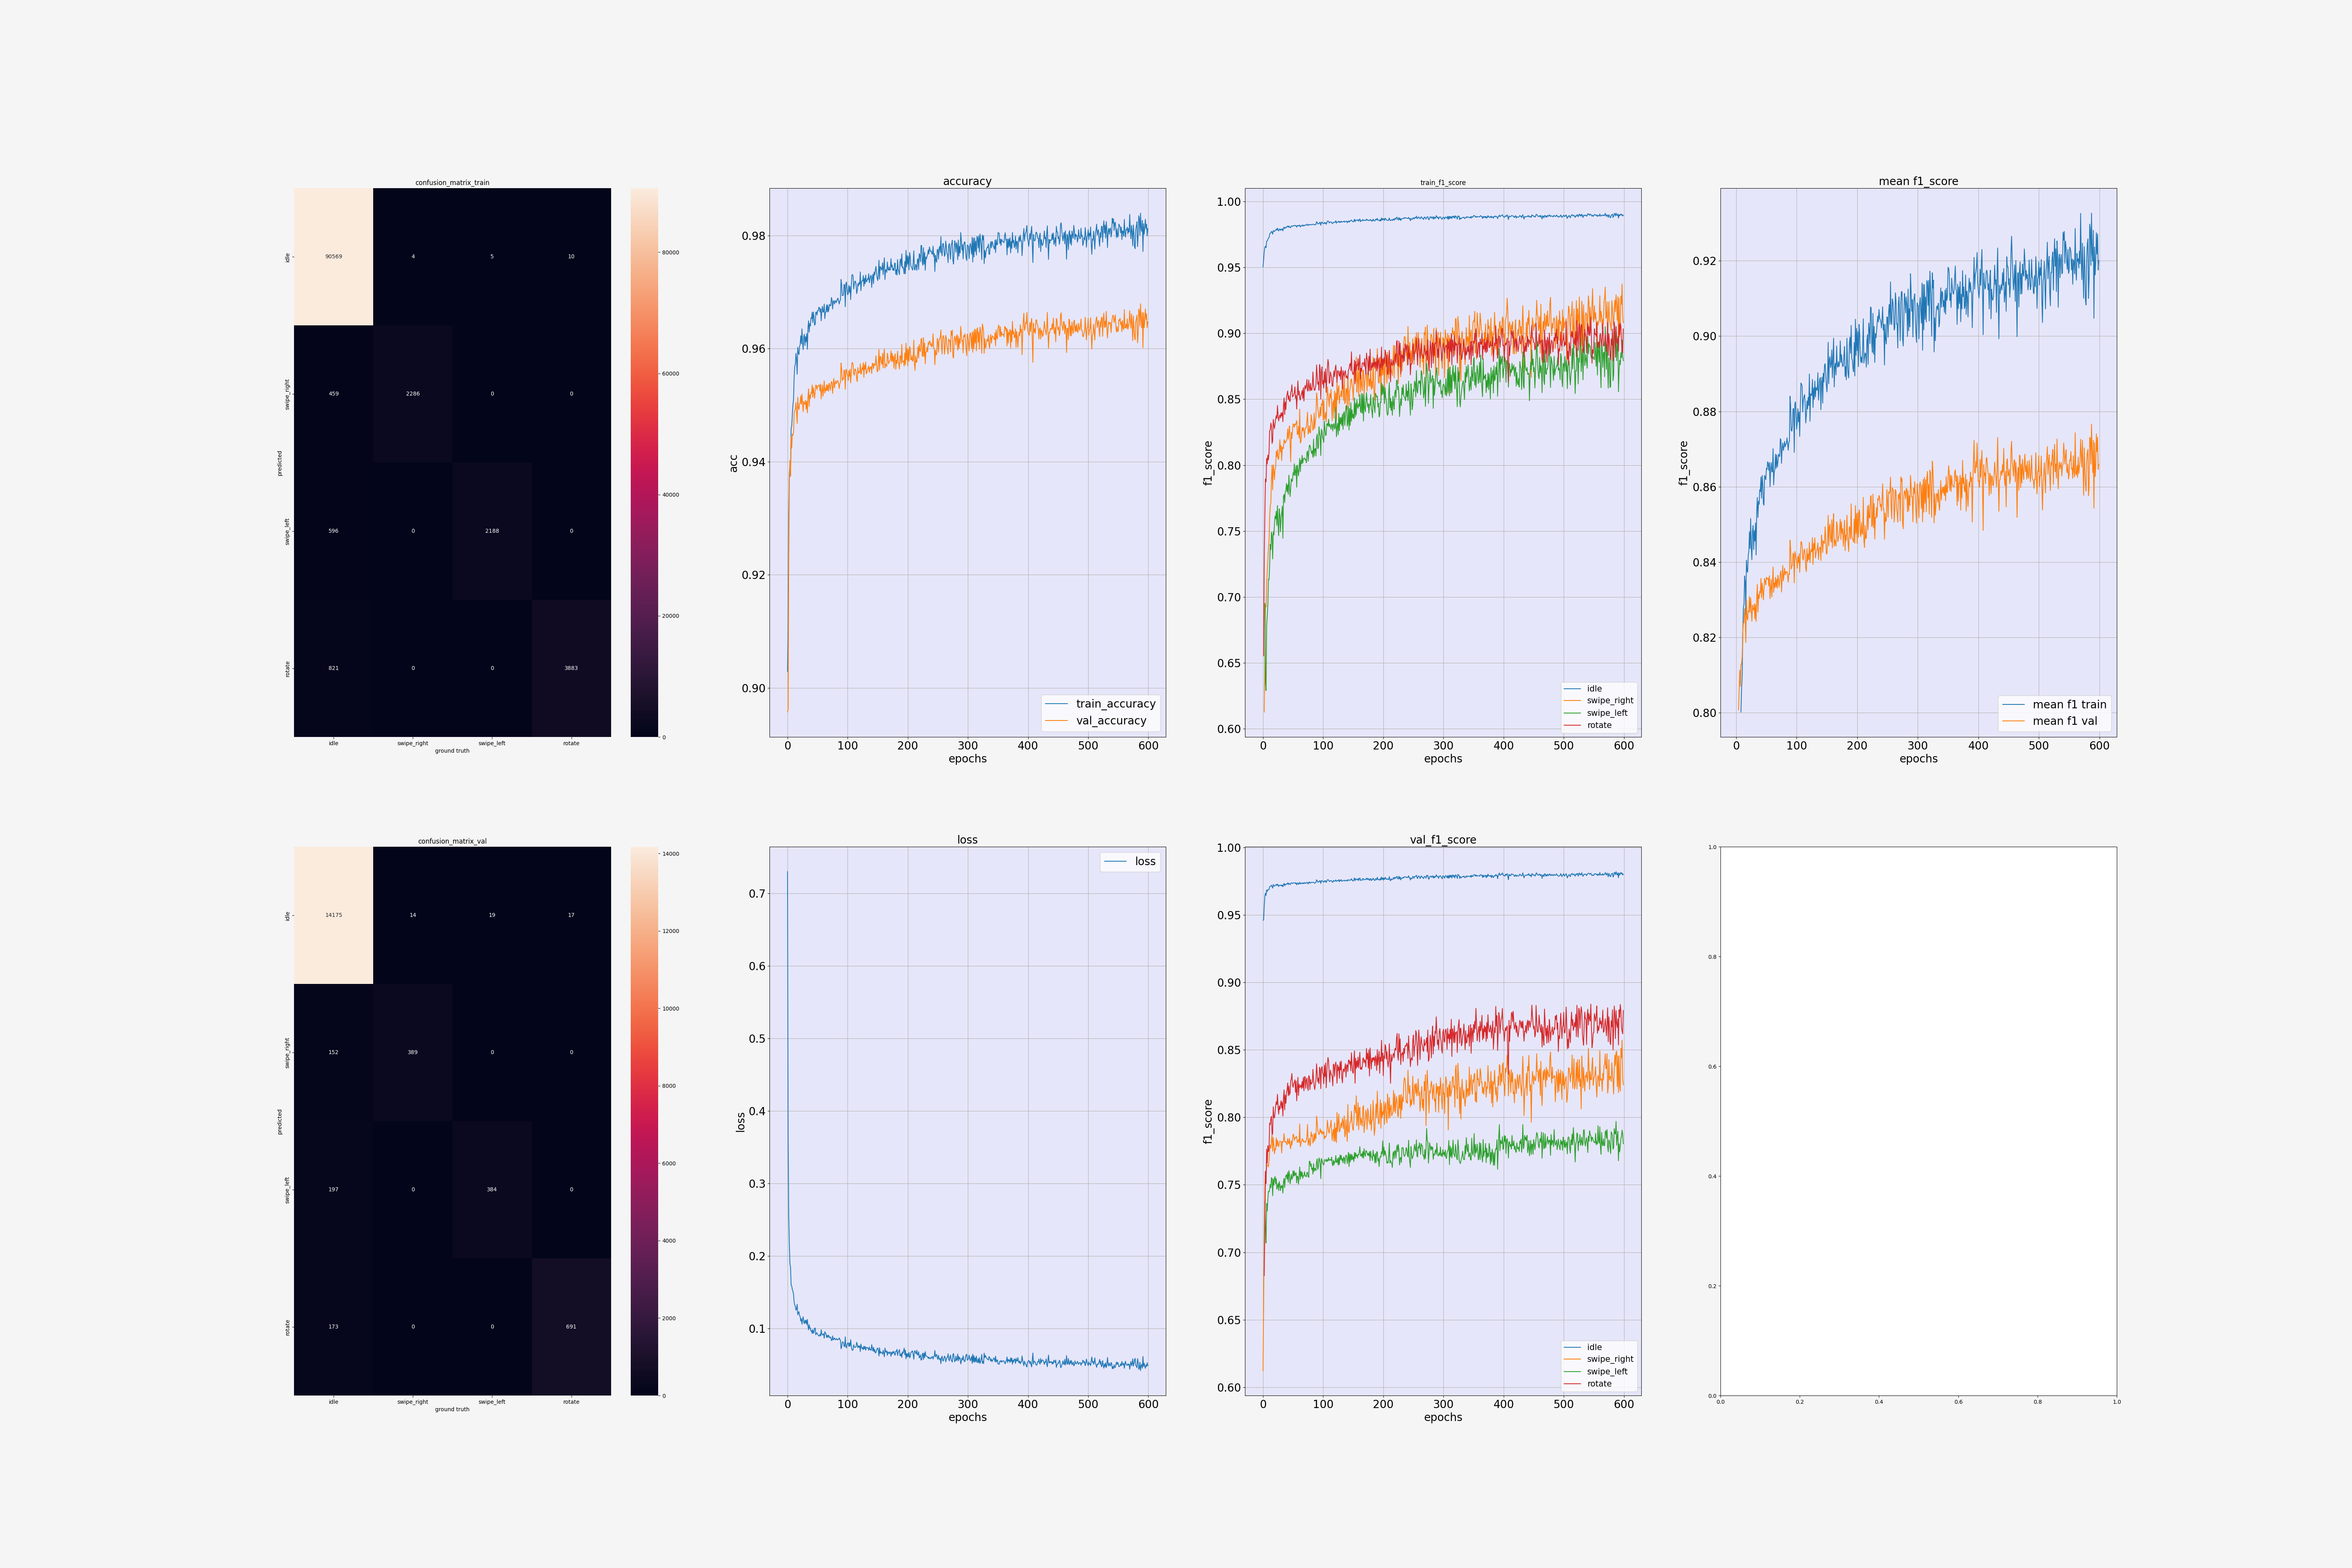 confusion_matrix_train
idle
90569 4 5 10
swipe_right
459 2286 0 0
predicted
swipe_left
596 0 2188 0
rotate
821 0 0 3883
idle swipe_right swipe_left rotate
ground truth
80000
60000
40000
20000
0
accuracy
0.98
0.96
0.94
0.92
0.90
acc
train_accuracy
val_accuracy
0 100 200 300 400 500 600
epochs
train_f1_score
1.00
0.95
0.90
0.85
0.80
0.75
0.70
0.65
0.60
f1_score
idle
swipe_right
swipe_left
rotate
0 100 200 300 400 500 600
epochs
mean f1_score
0.92
0.90
0.88
0.86
0.84
0.82
0.80
f1_score
mean f1 train
mean f1 val
0 100 200 300 400 500 600
epochs
confusion_matrix_val
idle
14175 14 19 17
swipe_right
152 389 0 0
predicted
swipe_left
197 0 384 0
rotate
173 0 0 691
idle swipe_right swipe_left rotate
ground truth
14000
12000
10000
8000
6000
4000
2000
0
loss
loss
0.7
0.6
0.5
0.4
0.3
0.2
0.1
loss
0 100 200 300 400 500 600
epochs
val_f1_score
1.00
0.95
0.90
0.85
0.80
0.75
0.70
0.65
0.60
f1_score
idle
swipe_right
swipe_left
rotate
0 100 200 300 400 500 600
epochs
1.0
0.8
0.6
0.4
0.2
0.0
0.0 0.2 0.4 0.6 0.8 1.0